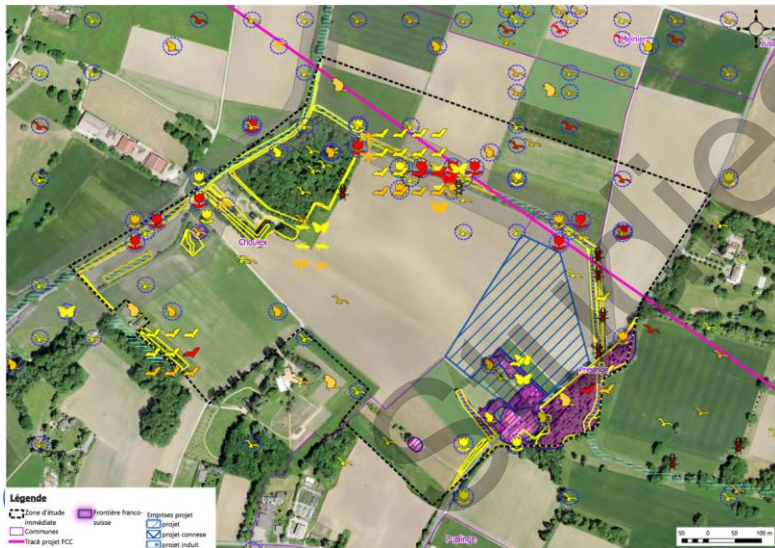 Meinier
Choulex
Presinge
Puplinge
Légende
Zone d'étude immédiate
Communes
Tracé projet FCC
Frontière franco-suisse
Emprises projet
projet
projet connexe
projet induit
50 0 50 100 m